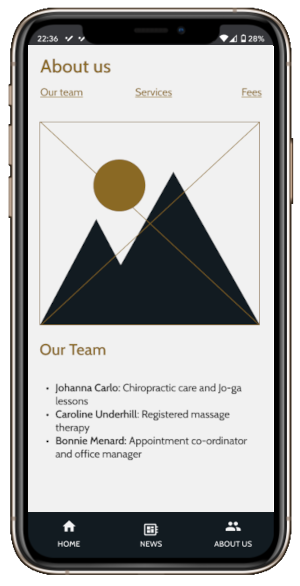 22:36 28%
About us
Our team Services Fees
Our Team
• Johanna Carlo: Chiropractic care and Jo-ga
lessons
• Caroline Underhill: Registered massage
therapy
• Bonnie Menard: Appointment co-ordinator
and office manager
HOME NEWS ABOUT US